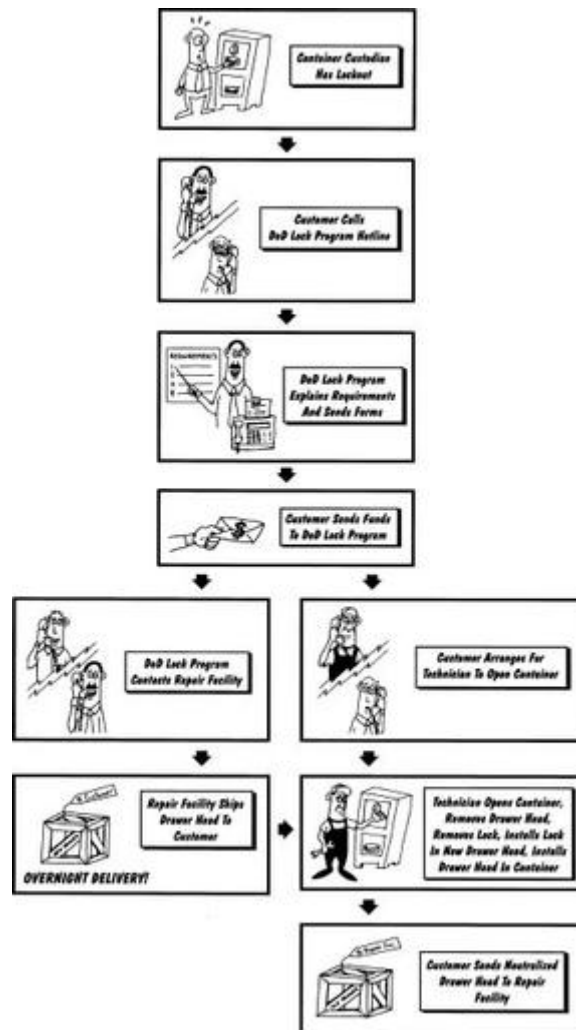 Container Custodian
Has Lockout
Customer Calls
DoD Lock Program Hotline
REQUIREMENTS
DoD Lock Program
Explains Requirements
And Sends Forms
$
Customer Sends Funds
To DoD Lock Program
DoD Lock Program
Contacts Repair Facility
Customer Arranges For
Technician To Open Container
Repair Facility Ships
Drawer Head To
Customer
OVERNIGHT DELIVERY!
Technician Opens Container,
Removes Drawer Head,
Removes Lock, Installs Lock
In New Drawer Head, Installs
Drawer Head In Container
Customer Sends Neutralized
Drawer Head To Repair
Facility